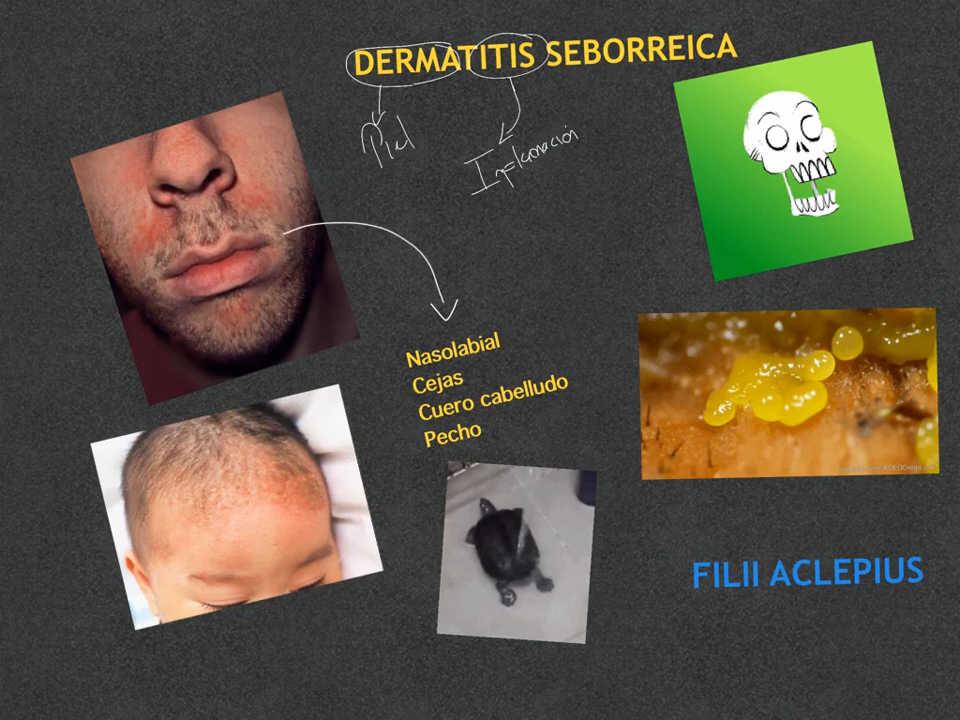 DERMATITIS SEBORREICA
Piel
Inflamación
Nasolabial
Cejas
Cuero cabelludo
Pecho
FILII ACLEPIUS